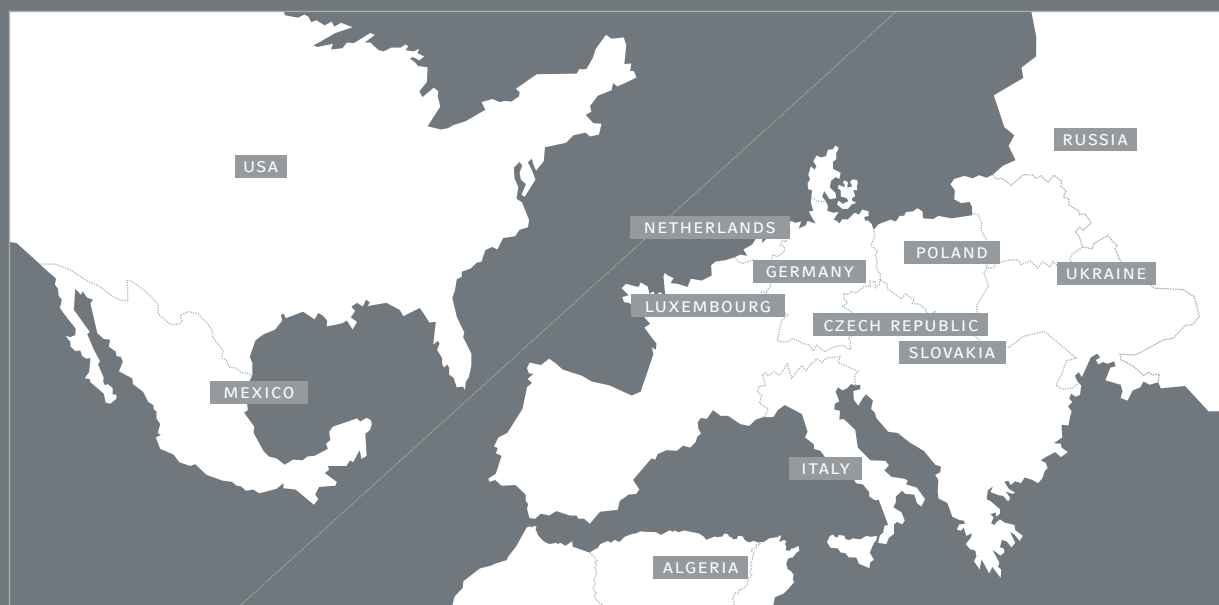 RUSSIA
USA
NETHERLANDS
POLAND
GERMANY
UKRAINE
LUXEMBOURG
CZECH REPUBLIC
SLOVAKIA
MEXICO
ITALY
ALGERIA